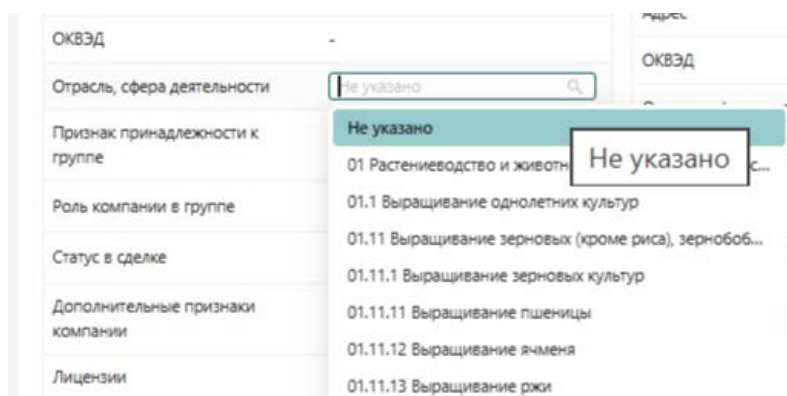 Адрес
ОКВЭД
-
ОКВЭД
Отрасль, сфера деятельности
Не указано
Признак принадлежности к
группе
Не указано
Не указано
01 Растениеводство и
с...
Роль компании в группе
01.1 Выращивание однолетних культур
01.11 Выращивание зерновых (кроме риса), зернобоб...
Статус в сделке
01.11.1 Выращивание зерновых культур
Дополнительные признаки
компании
01.11.11 Выращивание пшеницы
01.11.12 Выращивание ячменя
Лицензии
01.11.13 Выращивание ржи